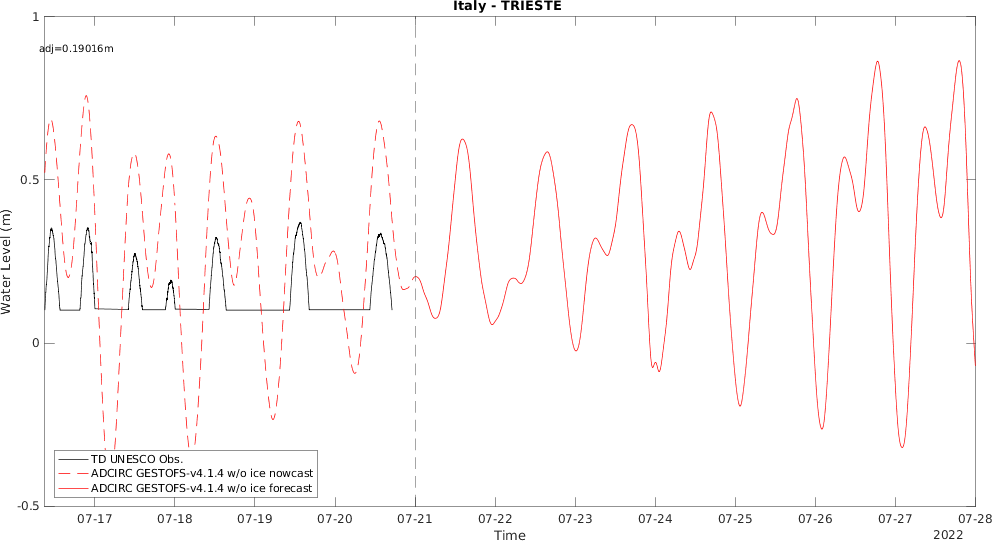 Italy - TRIESTE
1
adj=0.19016m
0.5
0
-0.5
Water Level (m)
TD UNESCO Obs.
ADCIRC GESTOFS-v4.1.4 w/o ice nowcast
ADCIRC GESTOFS-v4.1.4 w/o ice forecast
07-17 07-18 07-19 07-20 07-21 07-22 07-23 07-24 07-25 07-26 07-27 07-28
Time
2022